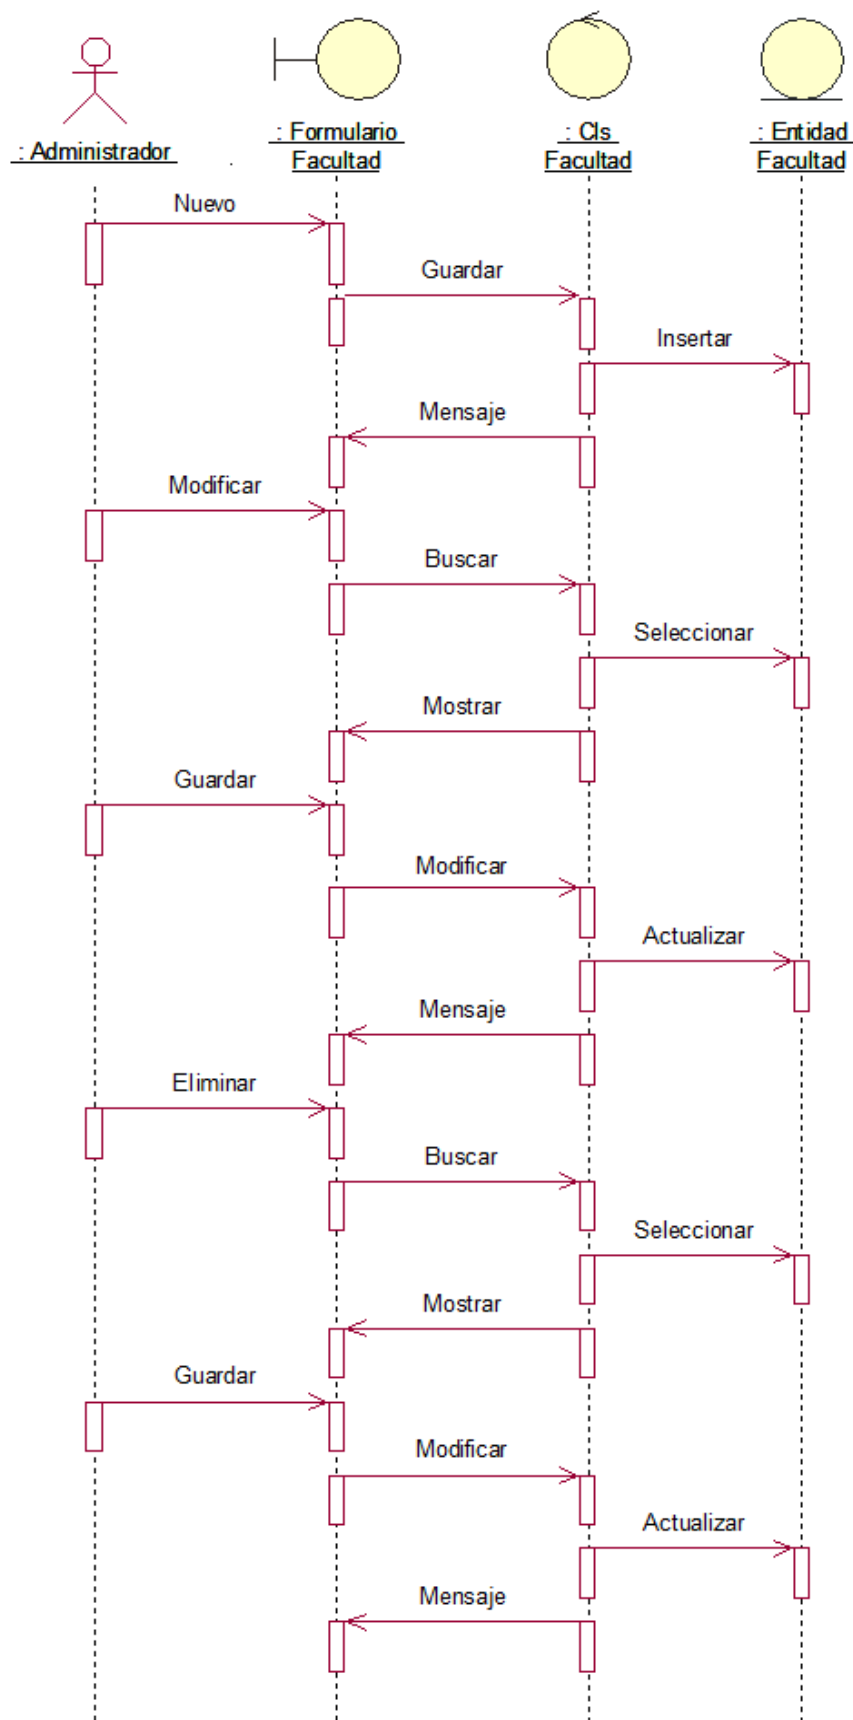 : Administrador
: Formulario
Facultad
: Cls
Facultad
: Entidad
Facultad
Nuevo
Guardar
Insertar
Mensaje
Modificar
Buscar
Seleccionar
Mostrar
Guardar
Modificar
Actualizar
Mensaje
Eliminar
Buscar
Seleccionar
Mostrar
Guardar
Modificar
Actualizar
Mensaje